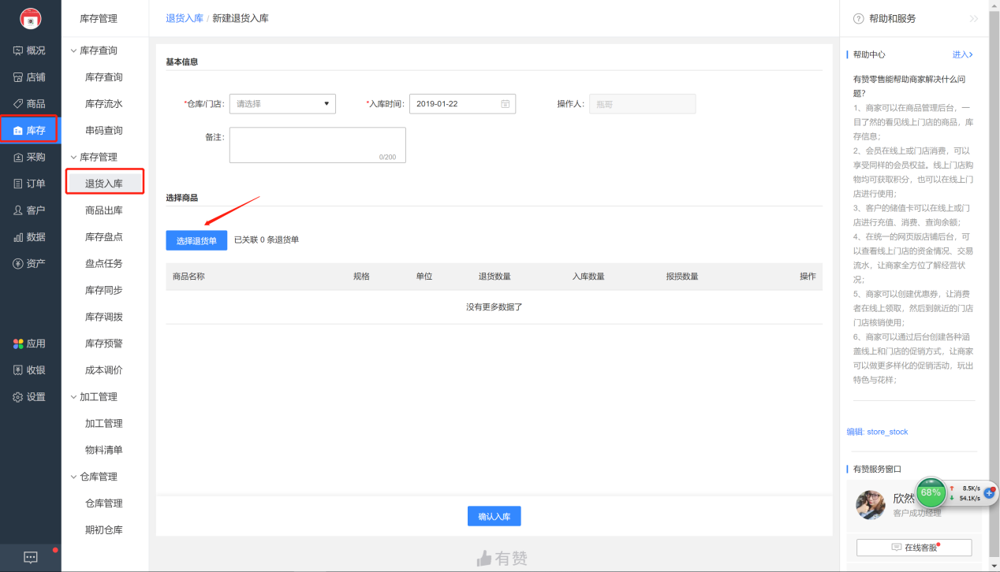 概况
店铺
商品
库存
采购
订单
客户
数据
资产
应用
收银
设置
库存管理
库存查询
库存查询
库存流水
串码查询
库存管理
退货入库
商品出库
库存盘点
盘点任务
库存同步
库存调拨
库存预警
成本调价
加工管理
加工管理
物料清单
仓库管理
仓库管理
期初仓库
退货入库 / 新建退货入库
基本信息
*仓库/门店: 请选择 *入库时间: 2019-01-22 操作人: 瓶哥
备注:
0/200
选择商品
选择退货单 已关联 0 条退货单
商品名称 规格 单位 退货数量 入库数量 报损数量 操作
没有更多数据了
确认入库
有赞
帮助和服务
帮助中心 进入
有赞零售能帮助商家解决什么问
题?
1、商家可以在商品管理后台，一
目了然的看见线上门店的商品，库
存信息；
2、会员在线上或门店消费，可以
享受同样的会员权益。线上门店购
物均可获取积分，也可以在线上门
店进行使用；
3、客户的储值卡可以在线上或门
店进行充值、消费、查询余额；
4、在统一的网页版店铺后台，可
以查看线上门店的资金情况、交易
流水，让商家全方位了解经营状
况；
5、商家可以创建优惠券，让消费
者在线上领取，然后到就近的门店
门店核销使用；
6、商家可以通过后台创建各种涵
盖线上和门店的促销方式，让商家
可以做更多样化的促销活动，玩出
特色与花样；
编辑: store_stock
有赞服务窗口
欣然
客户成功经理
68%
8.5K/s
54.1K/s
在线客服